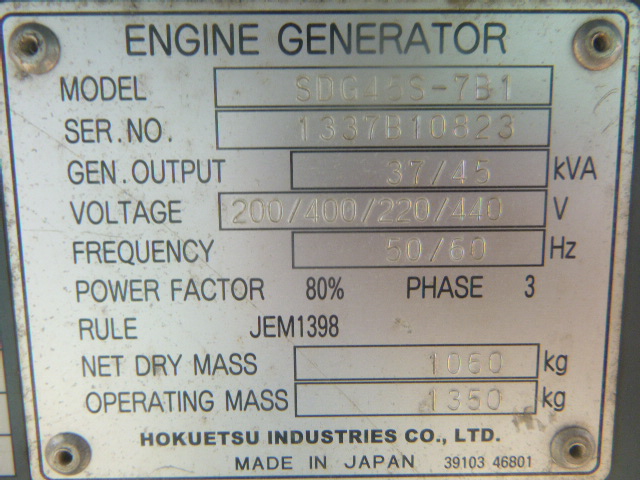 ENGINE GENERATOR
MODEL SDG45S-7B1
SER.NO. 1337B10823
GEN.OUTPUT 37/45 kVA
VOLTAGE 200/400/220/440 V
FREQUENCY 50/60 Hz
POWER FACTOR 80% PHASE 3
RULE JEM1398
NET DRY MASS 1060 kg
OPERATING MASS 1350 kg
HOKUETSU INDUSTRIES CO., LTD.
MADE IN JAPAN 39103 46801